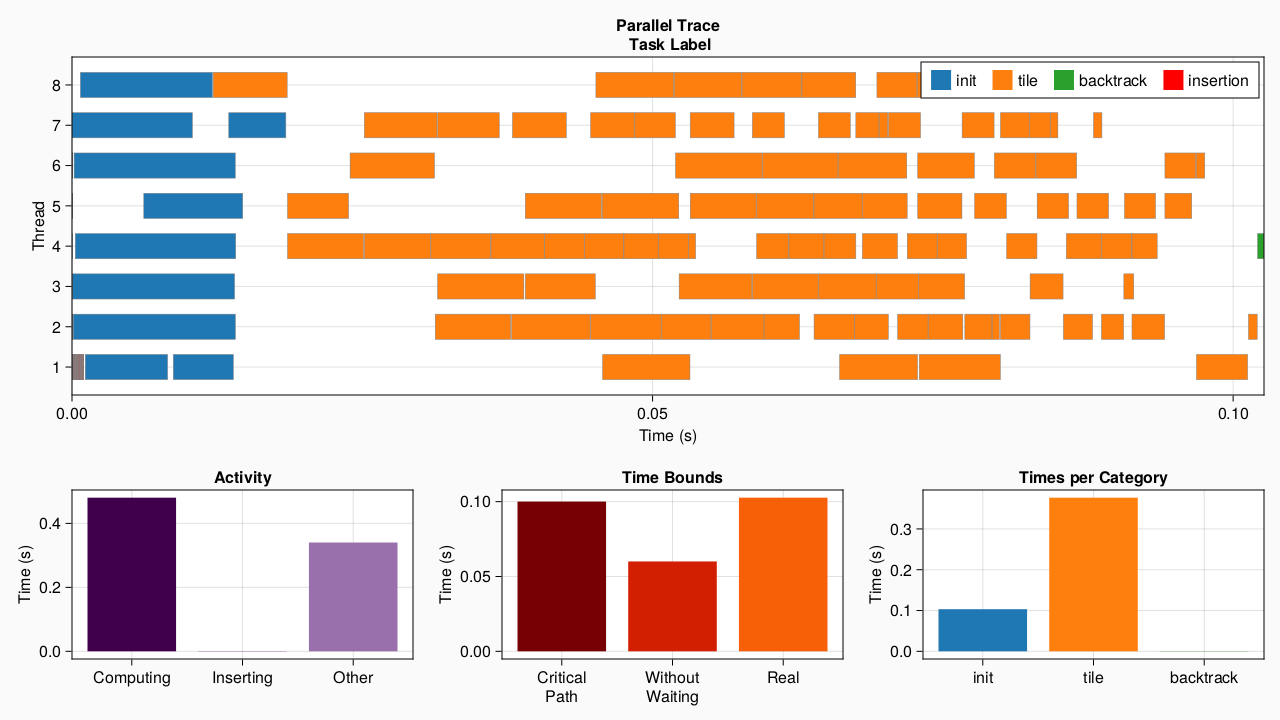 Parallel Trace
Task Label
init tile backtrack insertion
Thread
8
7
6
5
4
3
2
1
0.00 0.05 0.10
Time (s)
Activity
Time (s)
0.4
0.2
0.0
Computing Inserting Other
Time Bounds
Time (s)
0.10
0.05
0.00
Critical Path Without Waiting Real
Times per Category
Time (s)
0.3
0.2
0.1
0.0
init tile backtrack